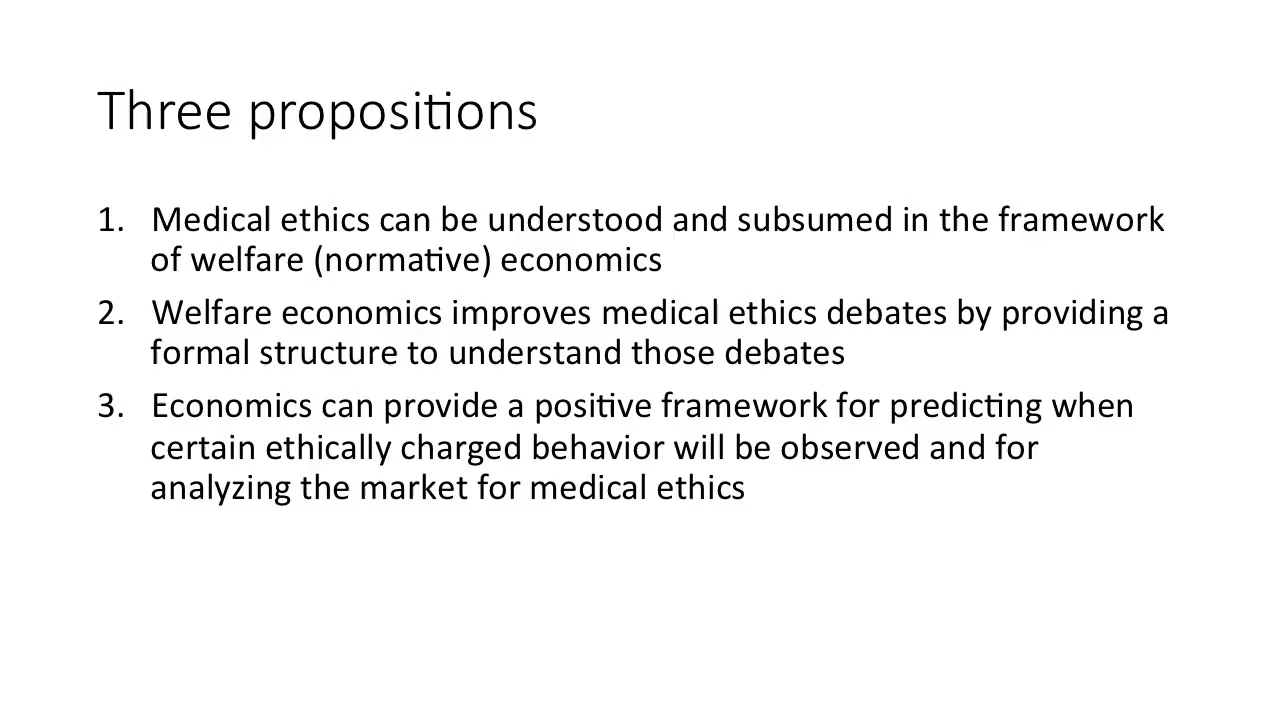 Three propositions
1. Medical ethics can be understood and subsumed in the framework
of welfare (normative) economics
2. Welfare economics improves medical ethics debates by providing a
formal structure to understand those debates
3. Economics can provide a positive framework for predicting when
certain ethically charged behavior will be observed and for
analyzing the market for medical ethics